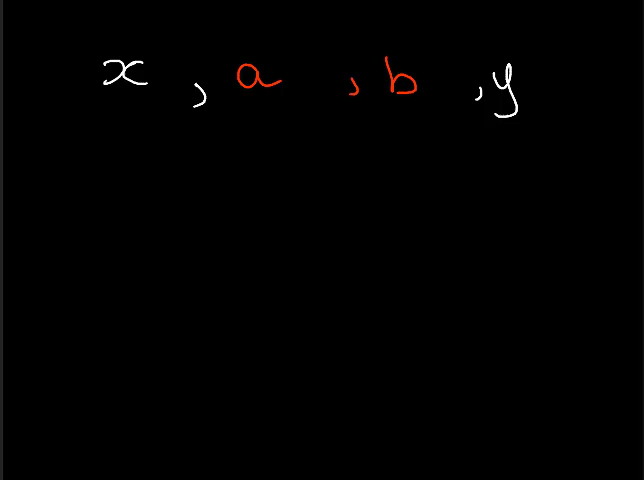 x , a , b , y